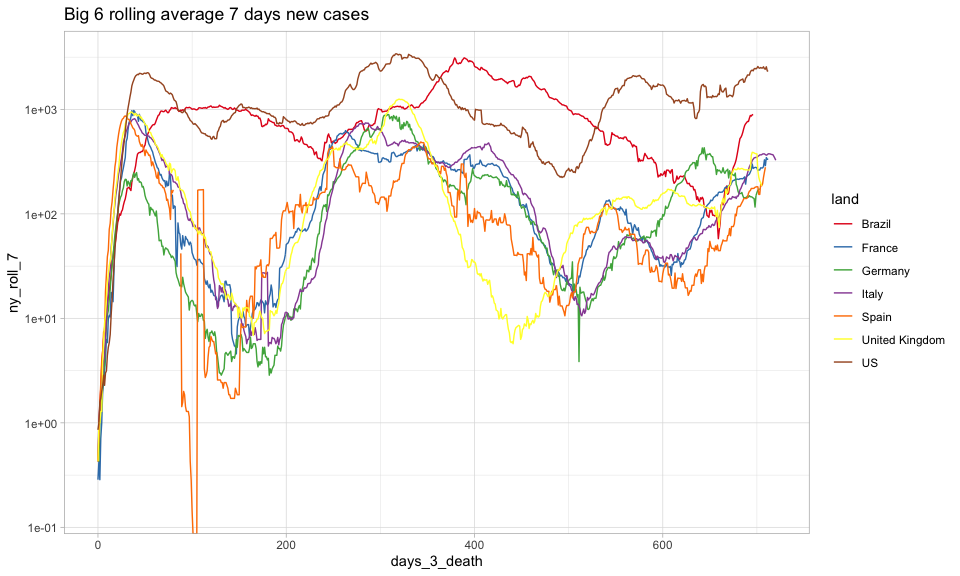 Big 6 rolling average 7 days new cases
ny_roll_7
1e+03
1e+02
1e+01
1e+00
1e-01
0
200
400
600
days_3_death
land
Brazil
France
Germany
Italy
Spain
United Kingdom
US